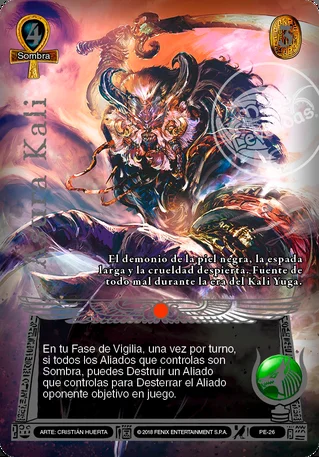 4
3
Sombra
El demonio de la piel negra, la espada
larga y la crueldad despierta. Fuente de
todo mal durante la era del Kali Yuga.
En tu Fase de Vigilia, una vez por turno,
si todos los Aliados que controlas son
Sombra, puedes Destruir un Aliado
que controlas para Desterrar el Aliado
oponente objetivo en juego.
ARTE: CRISTIÁN HUERTA
© 2018 FENIX ENTERTAINMENT S.P.A.
PE-26
Kali